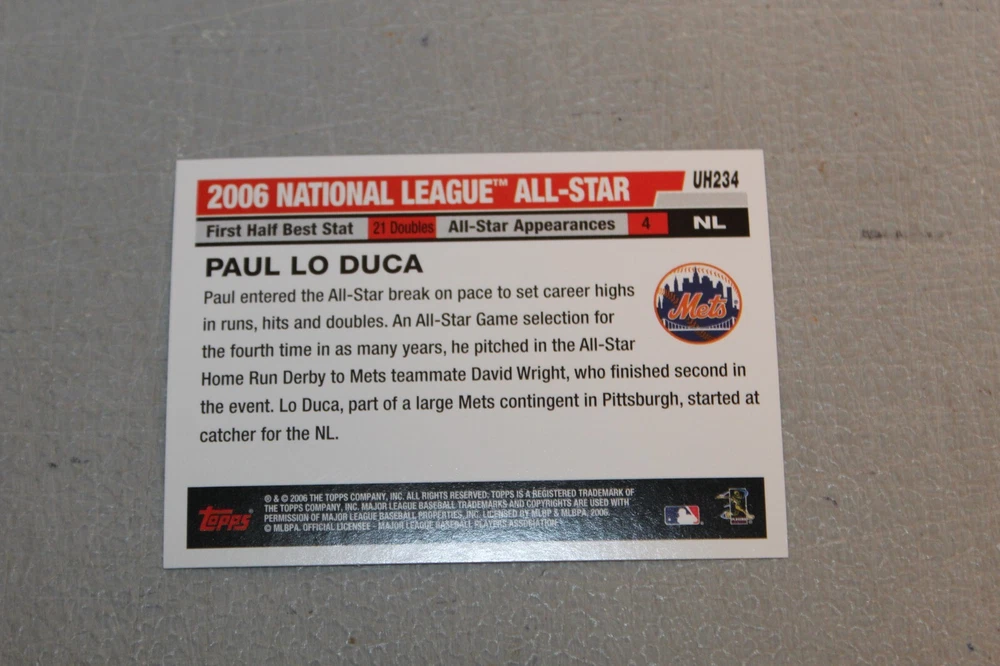 2006 NATIONAL LEAGUE™ ALL-STAR UH234
First Half Best Stat 21 Doubles All-Star Appearances 4 NL
PAUL LO DUCA
Paul entered the All-Star break on pace to set career highs
in runs, hits and doubles. An All-Star Game selection for
the fourth time in as many years, he pitched in the All-Star
Home Run Derby to Mets teammate David Wright, who finished second in
the event. Lo Duca, part of a large Mets contingent in Pittsburgh, started at
catcher for the NL.
Mets
Topps
® & © 2006 THE TOPPS COMPANY, INC. ALL RIGHTS RESERVED: TOPPS IS A REGISTERED TRADEMARK OF
THE TOPPS COMPANY, INC. MAJOR LEAGUE BASEBALL TRADEMARKS AND COPYRIGHTS ARE USED WITH
PERMISSION OF MAJOR LEAGUE BASEBALL PROPERTIES, INC. LICENSED BY MLBP & MLBPA, 2006.
© MLBPA. OFFICIAL LICENSEE - MAJOR LEAGUE BASEBALL PLAYERS ASSOCIATION